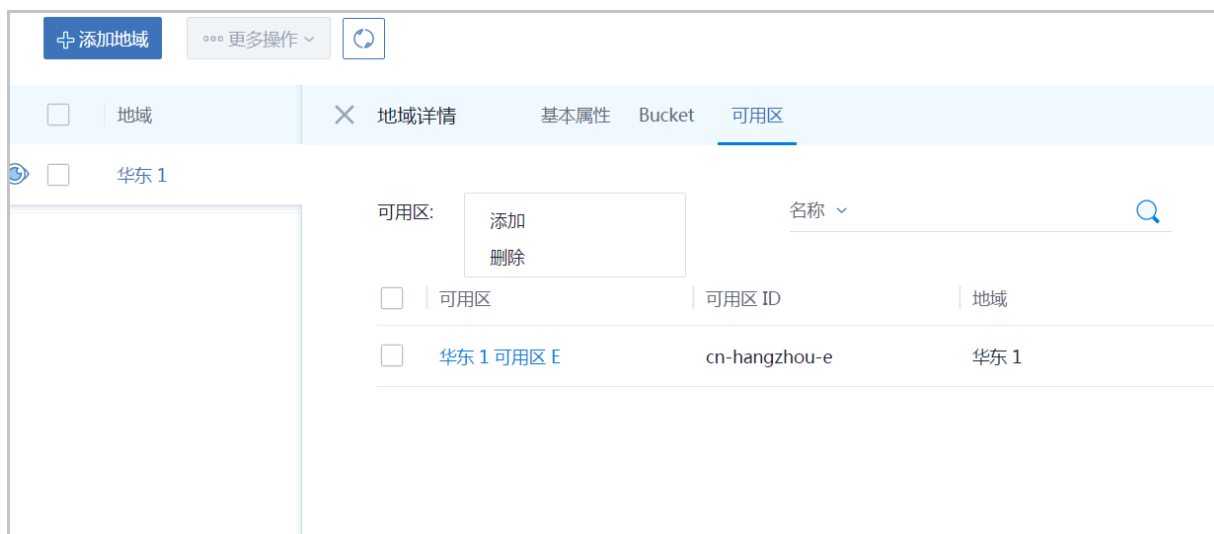 添加地域 更多操作
地域 地域详情 基本属性 Bucket 可用区
华东 1
可用区: 名称
添加
删除
可用区 可用区 ID 地域
华东 1 可用区 E cn-hangzhou-e 华东 1